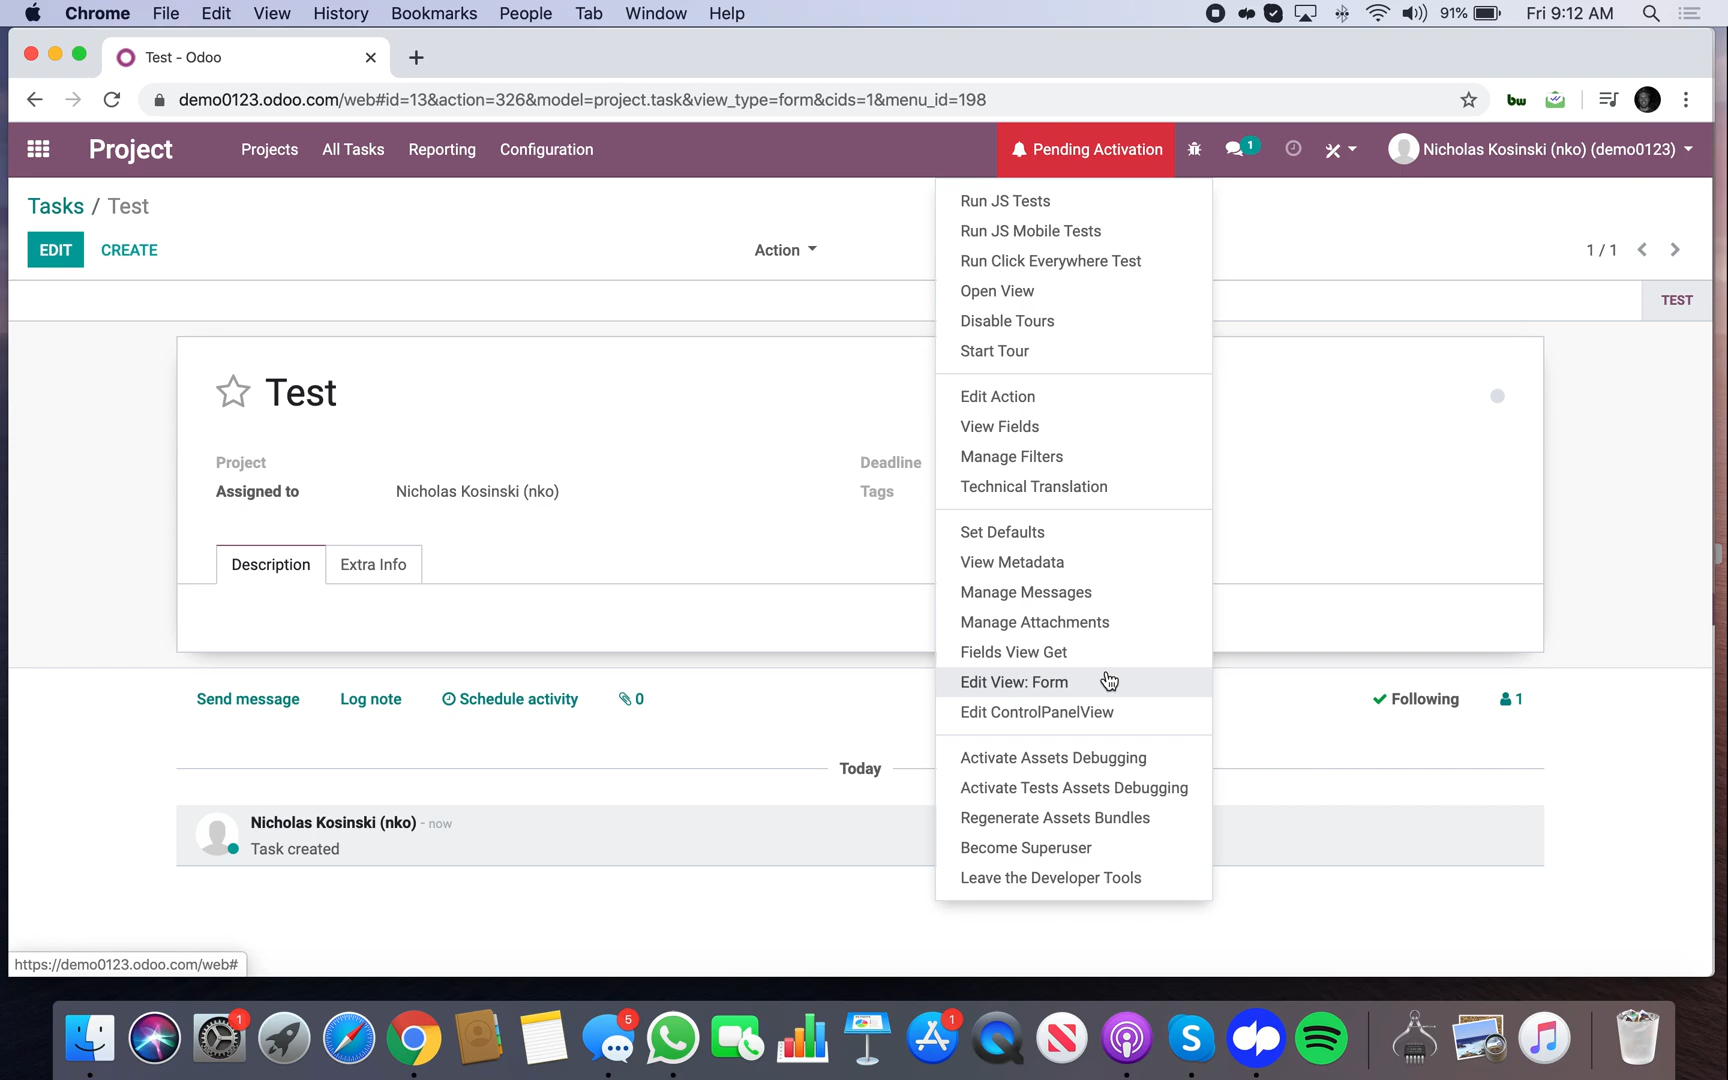 Chrome File Edit View History Bookmarks People Tab Window Help 91% Fri 9:12 AM
Test - Odoo
demo0123.odoo.com/web#id=13&action=326&model=project.task&view_type=form&cids=1&menu_id=198 bw
Project Projects All Tasks Reporting Configuration Pending Activation 1 Nicholas Kosinski (nko) (demo0123)
Tasks / Test
EDIT CREATE Action 1 / 1
TEST
Test
Project Deadline
Assigned to Nicholas Kosinski (nko) Tags
Description Extra Info
Run JS Tests
Run JS Mobile Tests
Run Click Everywhere Test
Open View
Disable Tours
Start Tour
Edit Action
View Fields
Manage Filters
Technical Translation
Set Defaults
View Metadata
Manage Messages
Manage Attachments
Fields View Get
Edit View: Form
Edit ControlPanelView
Activate Assets Debugging
Activate Tests Assets Debugging
Regenerate Assets Bundles
Become Superuser
Leave the Developer Tools
Send message Log note Schedule activity 0 Following 1
Today
Nicholas Kosinski (nko) - now
Task created
https://demo0123.odoo.com/web#
1 5 1